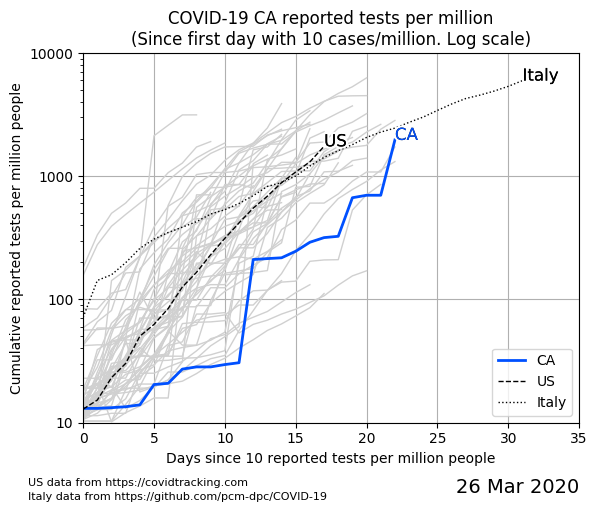 COVID-19 CA reported tests per million
(Since first day with 10 cases/million. Log scale)
Cumulative reported tests per million people
10000
1000
100
10
Italy
US
CA
CA
US
Italy
0 5 10 15 20 25 30 35
Days since 10 reported tests per million people
US data from https://covidtracking.com
Italy data from https://github.com/pcm-dpc/COVID-19
26 Mar 2020